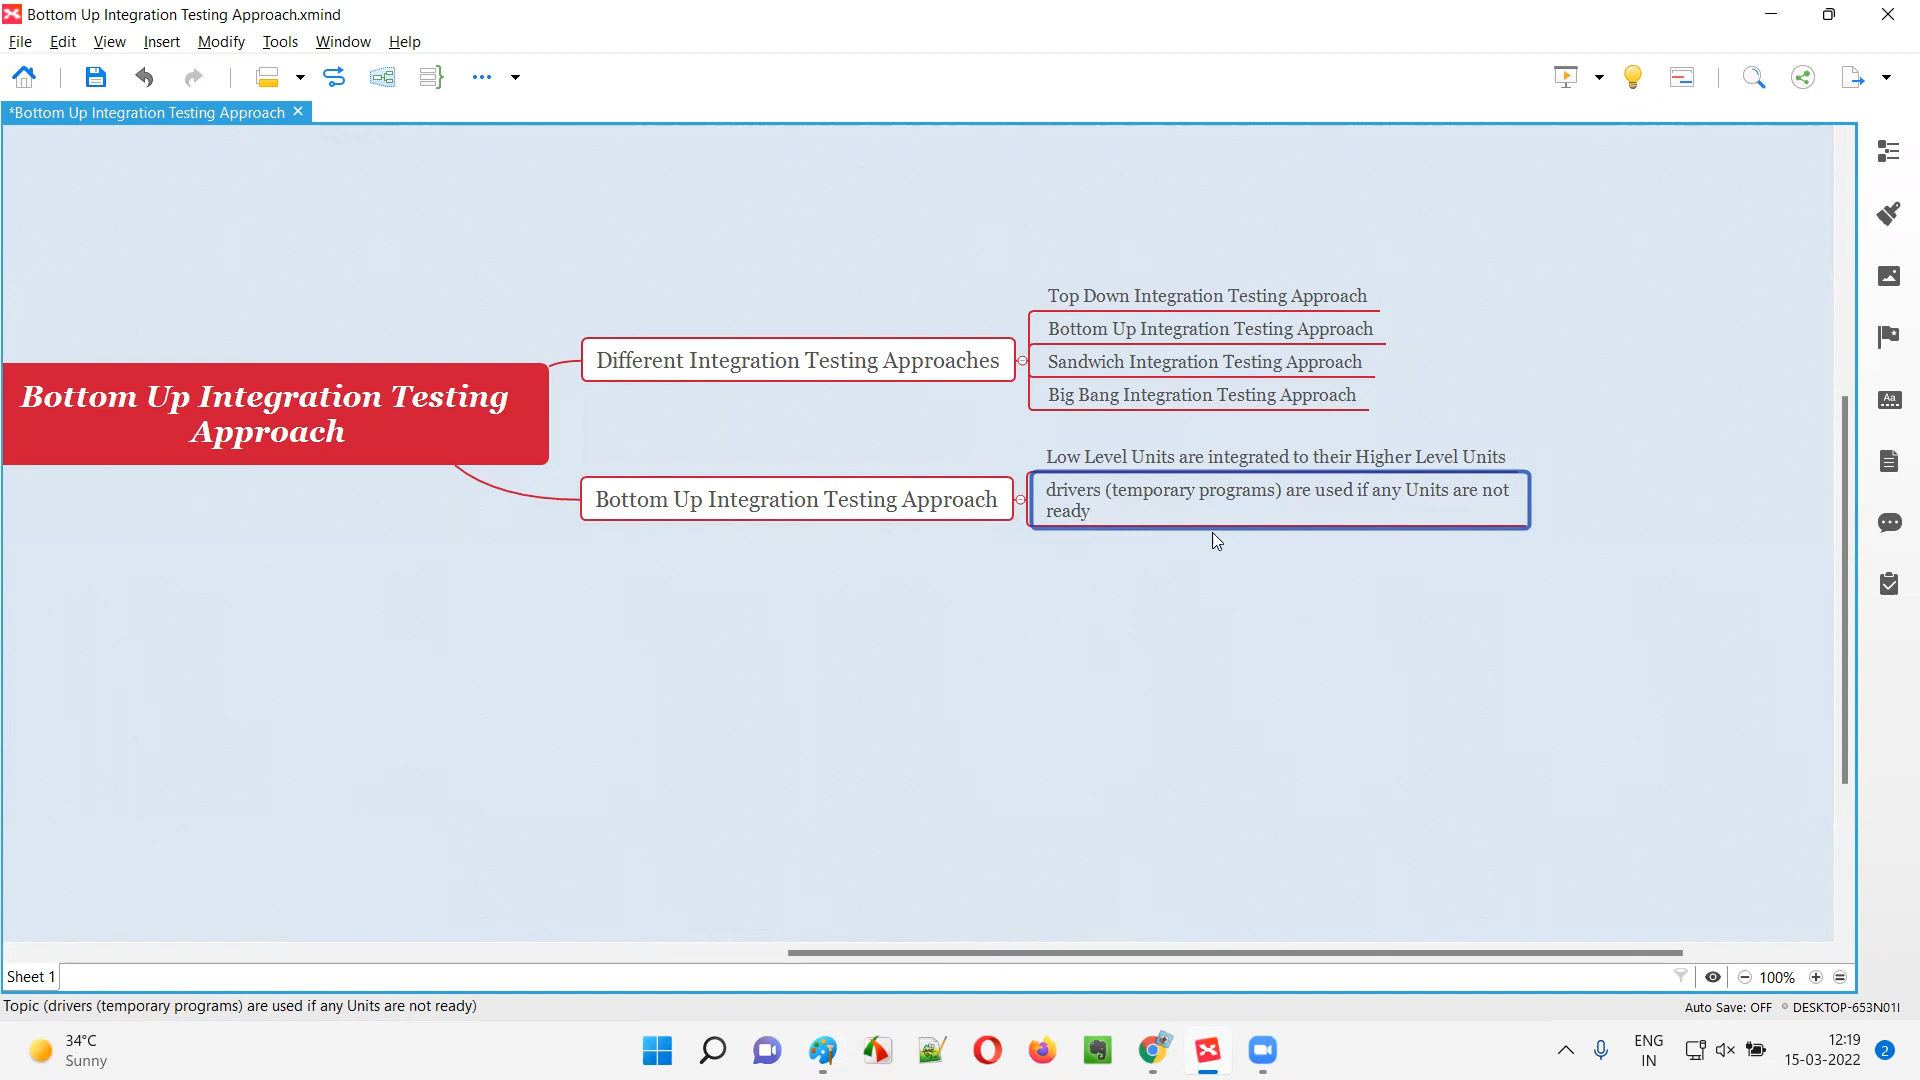 Bottom Up Integration Testing Approach.xmind
File Edit View Insert Modify Tools Window Help
*Bottom Up Integration Testing Approach
Top Down Integration Testing Approach
Bottom Up Integration Testing Approach
Different Integration Testing Approaches
Sandwich Integration Testing Approach
Big Bang Integration Testing Approach
Bottom Up Integration Testing
Approach
Low Level Units are integrated to their Higher Level Units
Bottom Up Integration Testing Approach
drivers (temporary programs) are used if any Units are not
ready
Aa
Sheet 1
100%
Topic (drivers (temporary programs) are used if any Units are not ready)
Auto Save: OFF DESKTOP-653N01I
34°C
Sunny
ENG
IN
12:19
15-03-2022
2